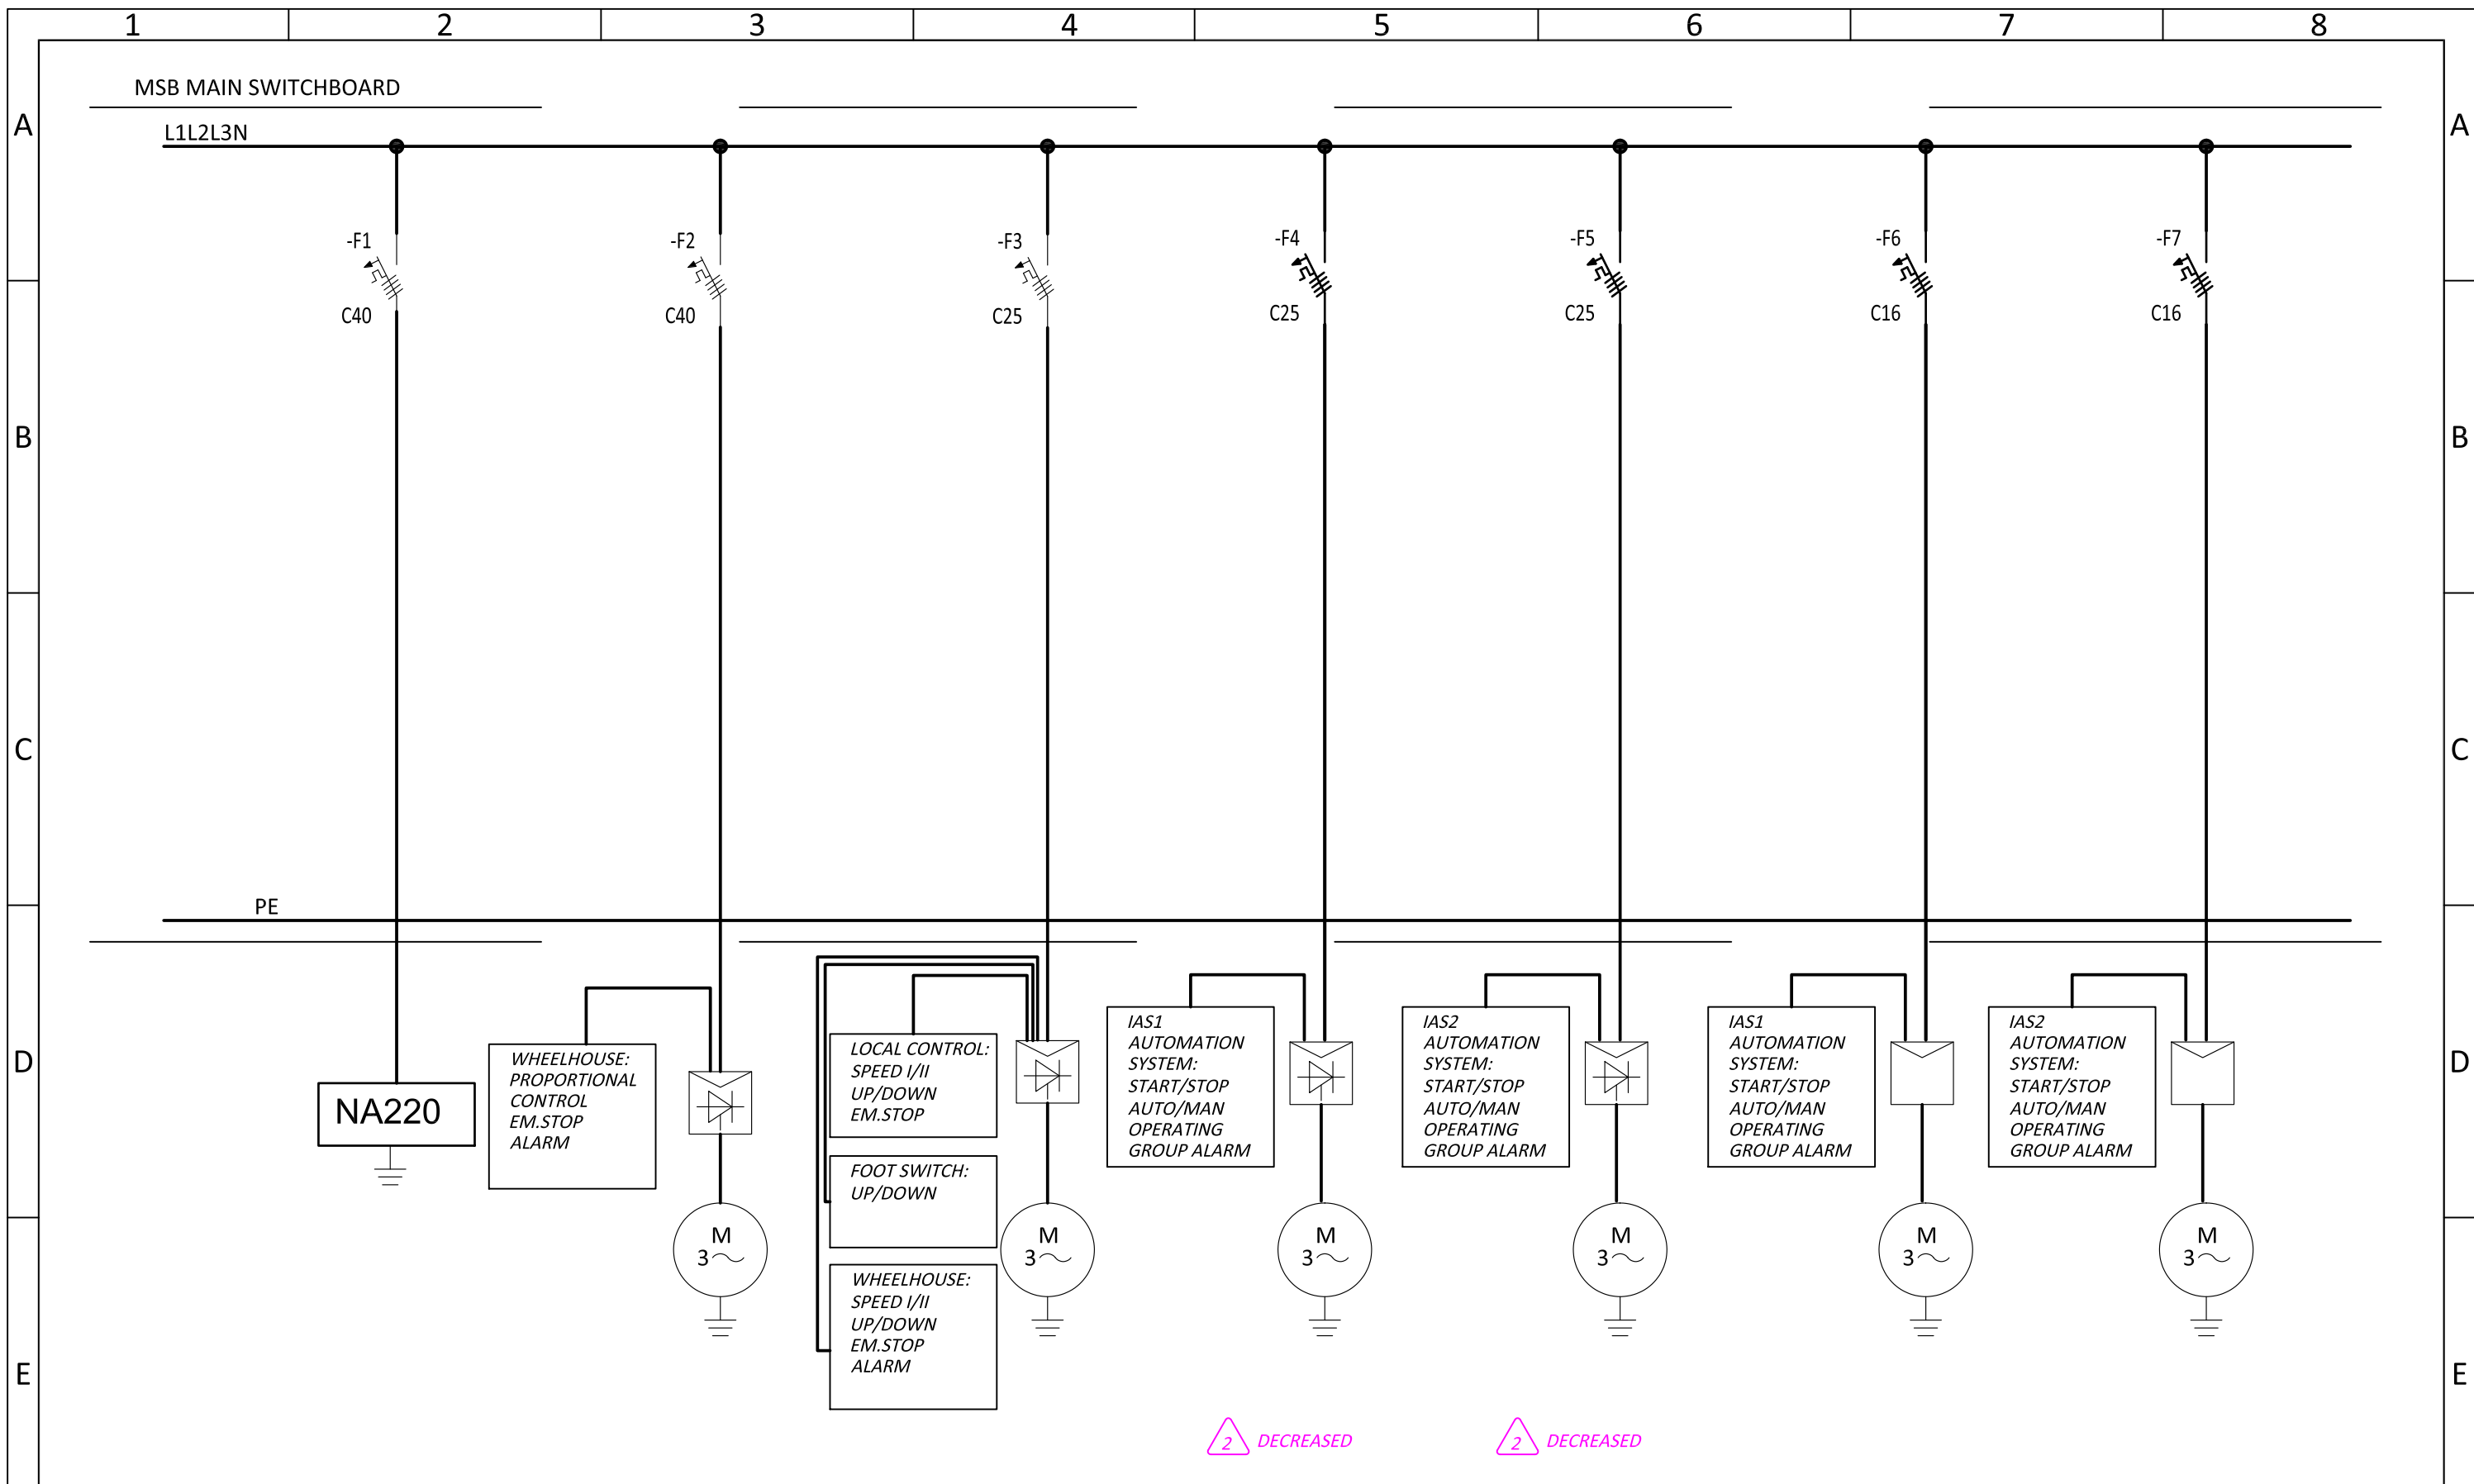 1 2 3 4 5 6 7 8
MSB MAIN SWITCHBOARD
A A
L1L2L3N
-F1 -F2 -F3 -F4 -F5 -F6 -F7
C40 C40 C25 C25 C25 C16 C16
B B
C C
PE
D D
NA220
WHEELHOUSE:
PROPORTIONAL
CONTROL
EM.STOP
ALARM
LOCAL CONTROL:
SPEED I/II
UP/DOWN
EM.STOP
FOOT SWITCH:
UP/DOWN
WHEELHOUSE:
SPEED I/II
UP/DOWN
EM.STOP
ALARM
IAS1
AUTOMATION
SYSTEM:
START/STOP
AUTO/MAN
OPERATING
GROUP ALARM
IAS2
AUTOMATION
SYSTEM:
START/STOP
AUTO/MAN
OPERATING
GROUP ALARM
IAS1
AUTOMATION
SYSTEM:
START/STOP
AUTO/MAN
OPERATING
GROUP ALARM
IAS2
AUTOMATION
SYSTEM:
START/STOP
AUTO/MAN
OPERATING
GROUP ALARM
M M M M M M
3~ 3~ 3~ 3~ 3~ 3~
E E
2 DECREASED 2 DECREASED